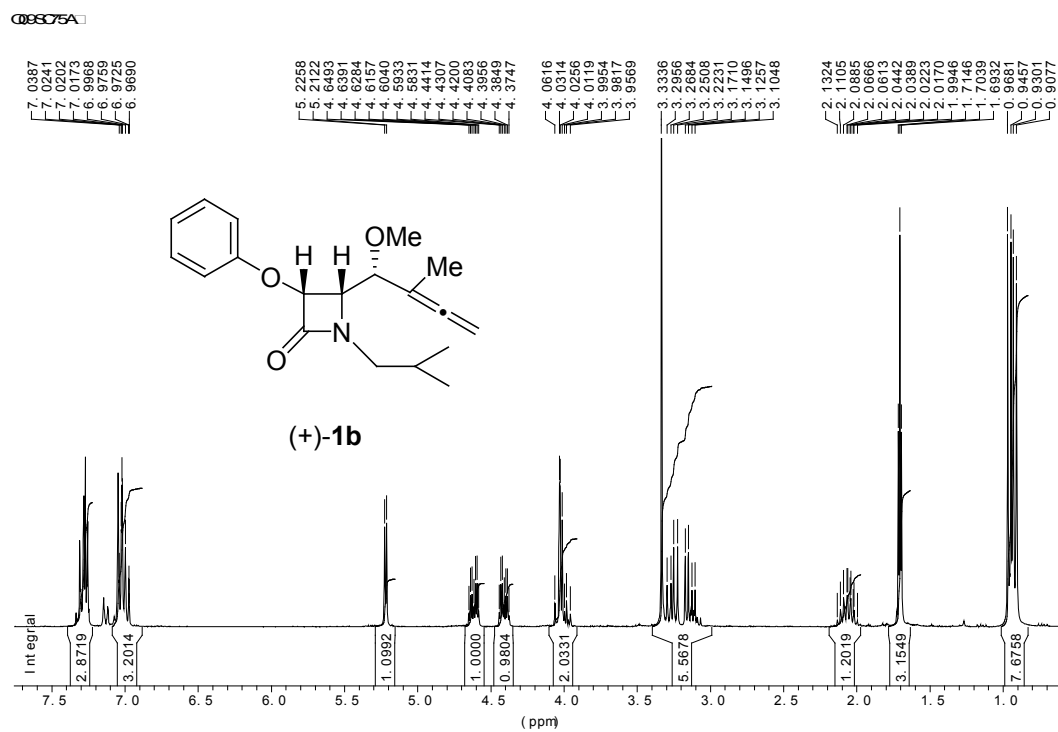 7.0387 7.0241 7.0202 7.0173 6.9968 6.9759 6.9725 6.9690 5.2258 5.2122 4.6493 4.6391 4.6284 4.6157 4.6040 4.5933 4.5831 4.4414 4.4307 4.4200 4.4083 4.3956 4.3849 4.3747 4.0616 4.0314 4.0256 4.0119 3.9954 3.9817 3.9569 3.3336 3.2956 3.2684 3.2508 3.2231 3.1710 3.1496 3.1257 3.1048 2.1324 2.1105 2.0885 2.0666 2.0613 2.0442 2.0389 2.0223 2.0170 1.9946 1.7146 1.7039 1.6932 0.9681 0.9457 0.9301 0.9077
OMe
H H Me
O
N
O
(+)-1b
Integral
2.8719 3.2014 1.0992 1.0000 0.9804 2.0331 5.5678 1.2019 3.1549 7.6758
7.5 7.0 6.5 6.0 5.5 5.0 4.5 4.0 3.5 3.0 2.5 2.0 1.5 1.0
(ppm)